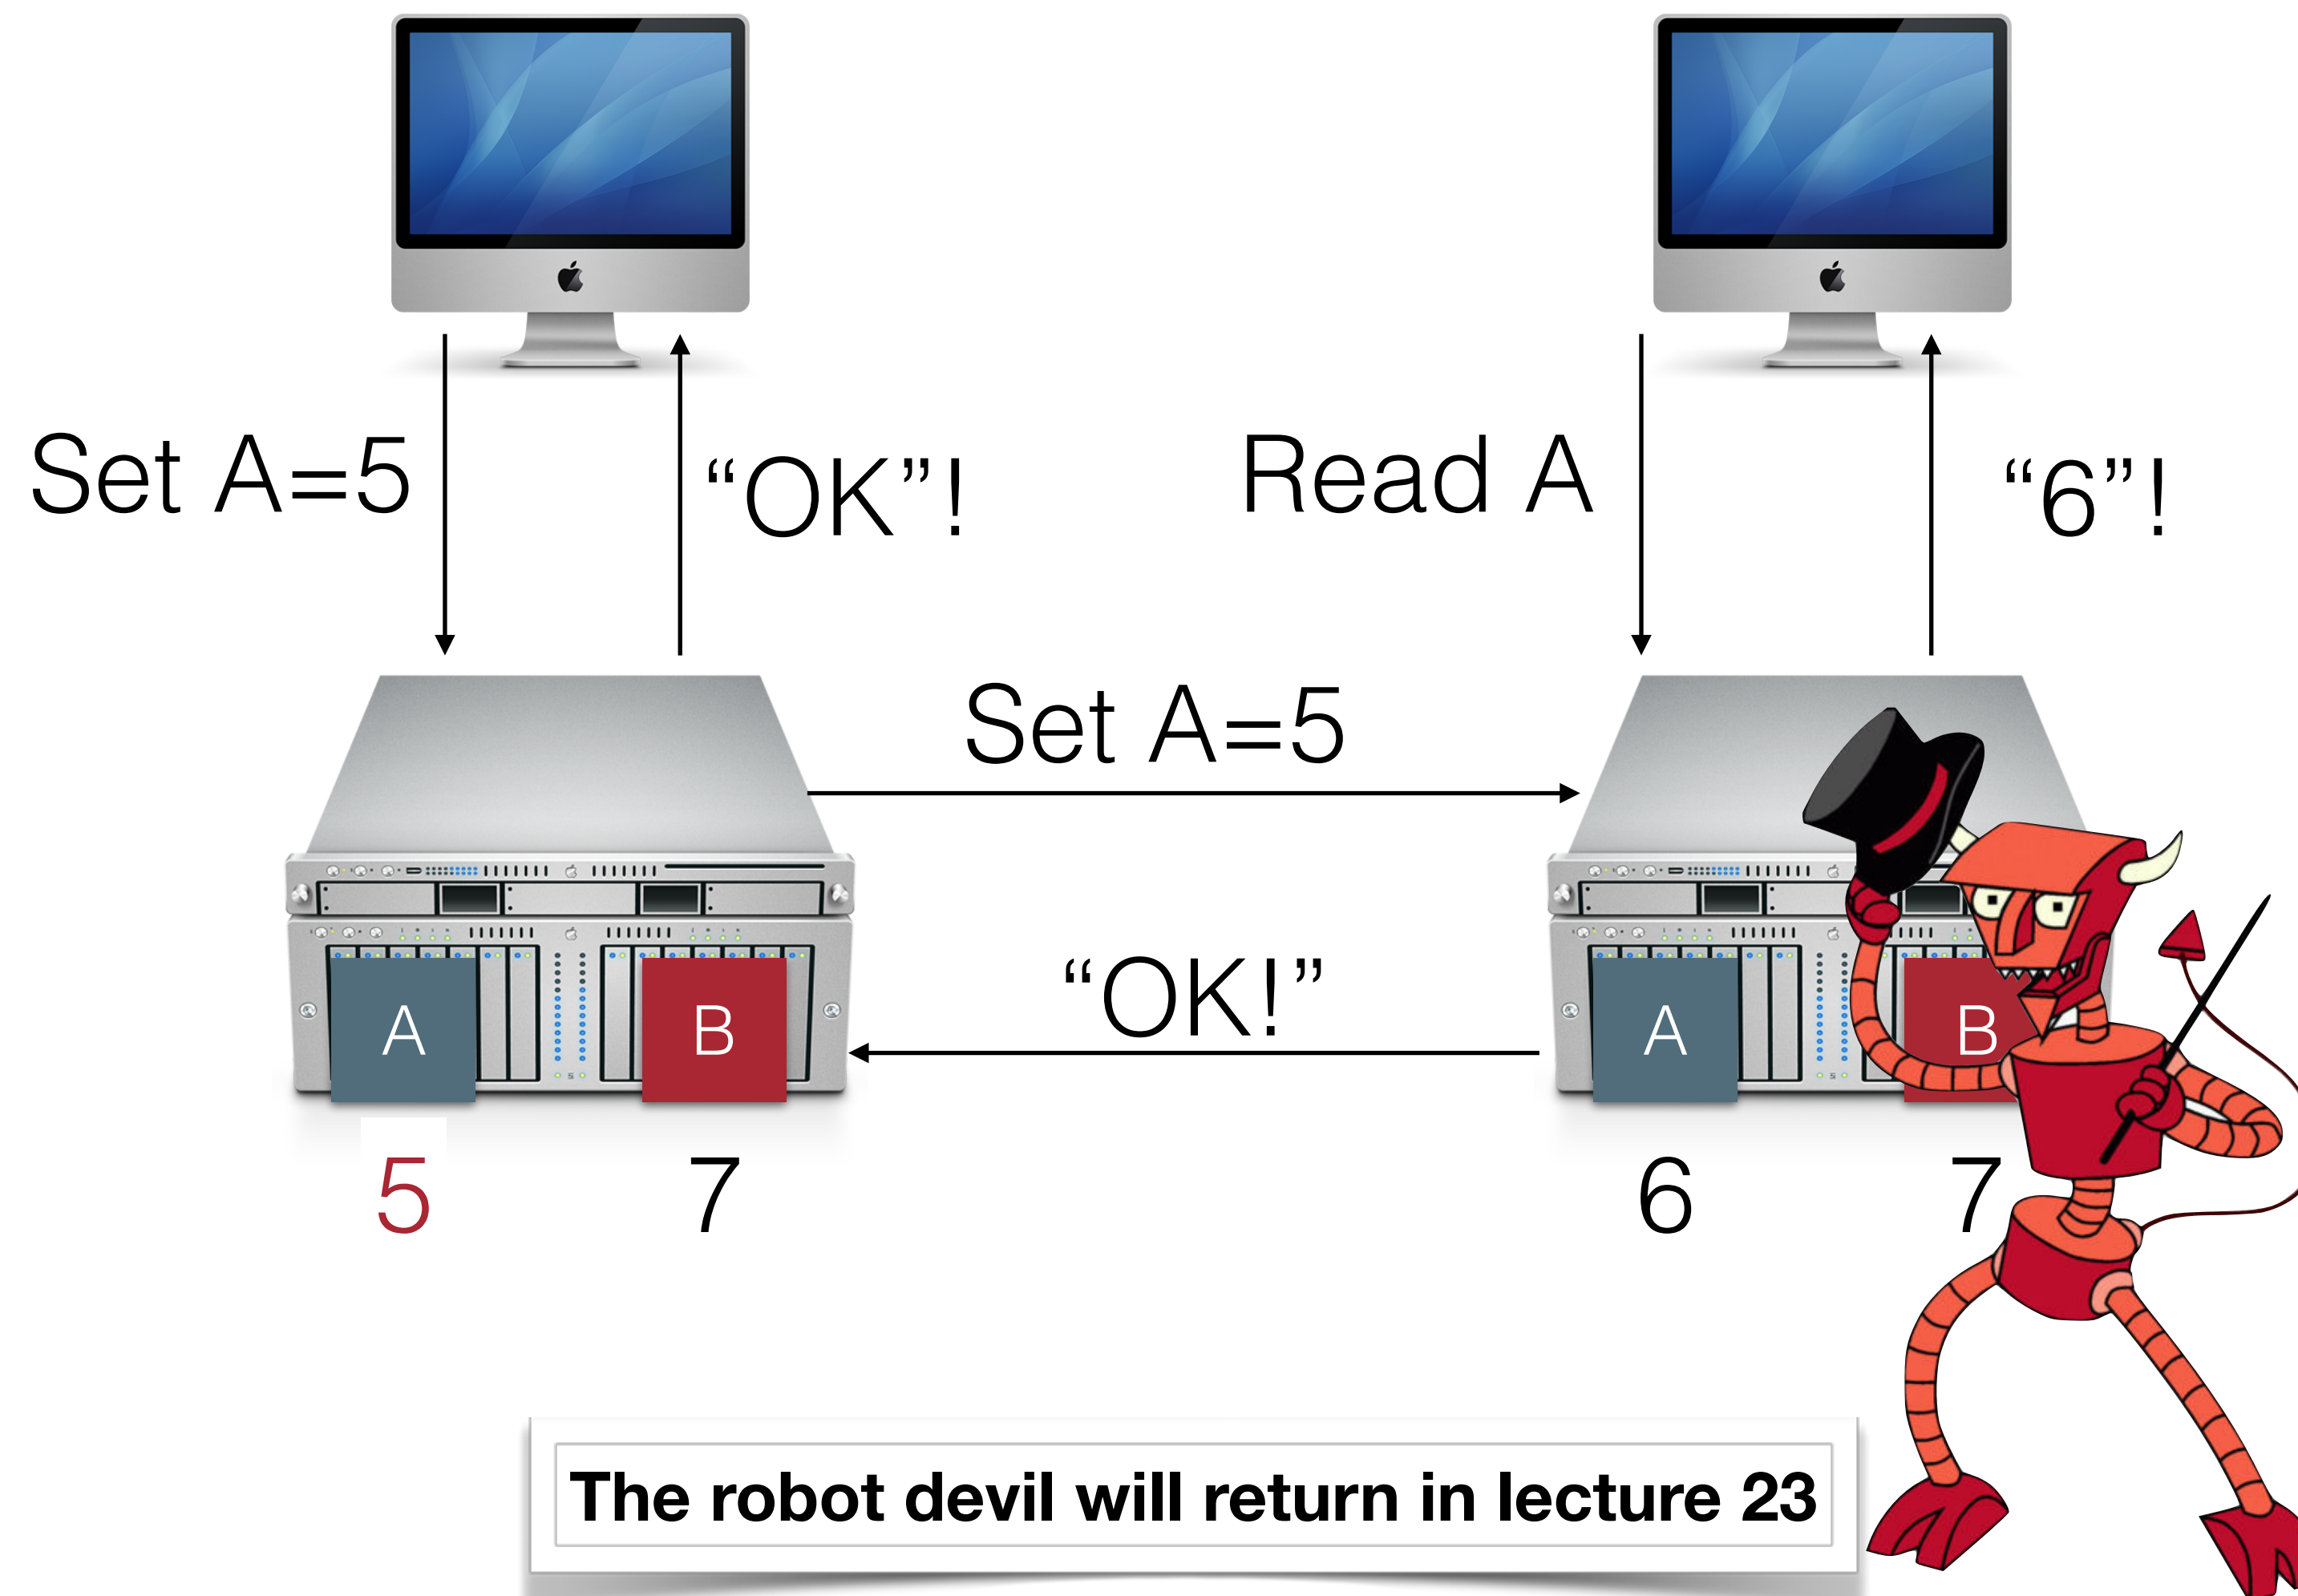 Set A=5
“OK”!
Read A
“6”!
Set A=5
“OK!”
A
B
A
B
5
7
6
7
The robot devil will return in lecture 23